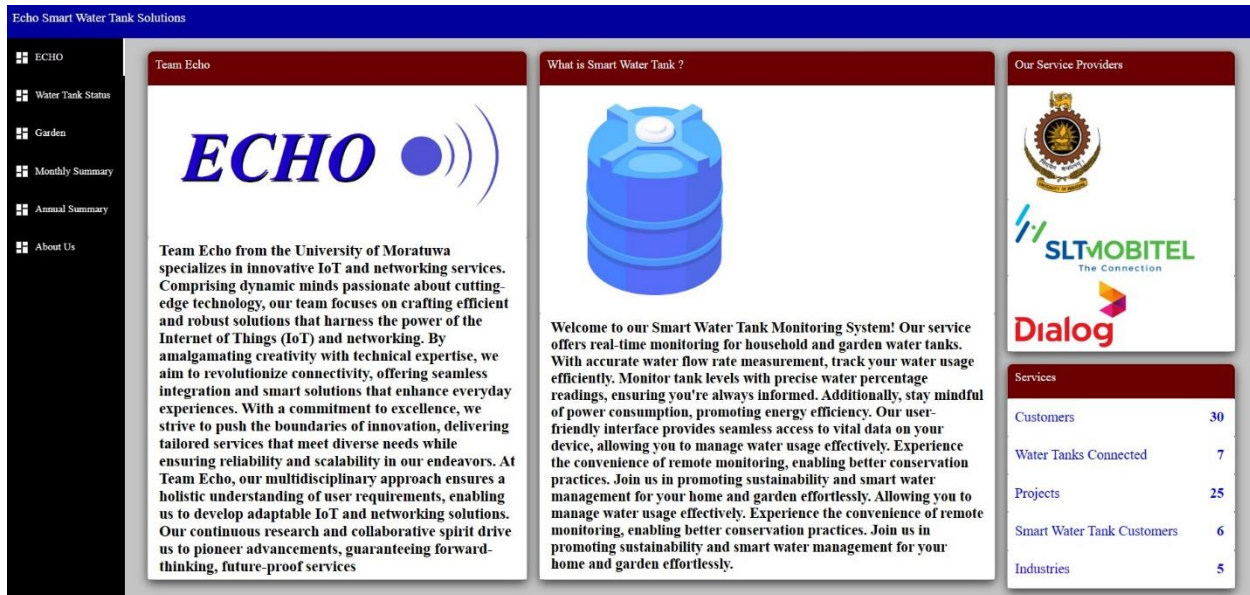 Echo Smart Water Tank Solutions
ECHO
Water Tank Status
Garden
Monthly Summary
Annual Summary
About Us
Team Echo
ECHO
Team Echo from the University of Moratuwa
specializes in innovative IoT and networking services.
Comprising dynamic minds passionate about cutting-
edge technology, our team focuses on crafting efficient
and robust solutions that harness the power of the
Internet of Things (IoT) and networking. By
amalgamating creativity with technical expertise, we
aim to revolutionize connectivity, offering seamless
integration and smart solutions that enhance everyday
experiences. With a commitment to excellence, we
strive to push the boundaries of innovation, delivering
tailored services that meet diverse needs while
ensuring reliability and scalability in our endeavors. At
Team Echo, our multidisciplinary approach ensures a
holistic understanding of user requirements, enabling
us to develop adaptable IoT and networking solutions.
Our continuous research and collaborative spirit drive
us to pioneer advancements, guaranteeing forward-
thinking, future-proof services
What is Smart Water Tank ?
Welcome to our Smart Water Tank Monitoring System! Our service
offers real-time monitoring for household and garden water tanks.
With accurate water flow rate measurement, track your water usage
efficiently. Monitor tank levels with precise water percentage
readings, ensuring you're always informed. Additionally, stay mindful
of power consumption, promoting energy efficiency. Our user-
friendly interface provides seamless access to vital data on your
device, allowing you to manage water usage effectively. Experience
the convenience of remote monitoring, enabling better conservation
practices. Join us in promoting sustainability and smart water
management for your home and garden effortlessly. Allowing you to
manage water usage effectively. Experience the convenience of remote
monitoring, enabling better conservation practices. Join us in
promoting sustainability and smart water management for your
home and garden effortlessly.
Our Service Providers
SLTMOBITEL
The Connection
Dialog
Services
Customers 30
Water Tanks Connected 7
Projects 25
Smart Water Tank Customers 6
Industries 5